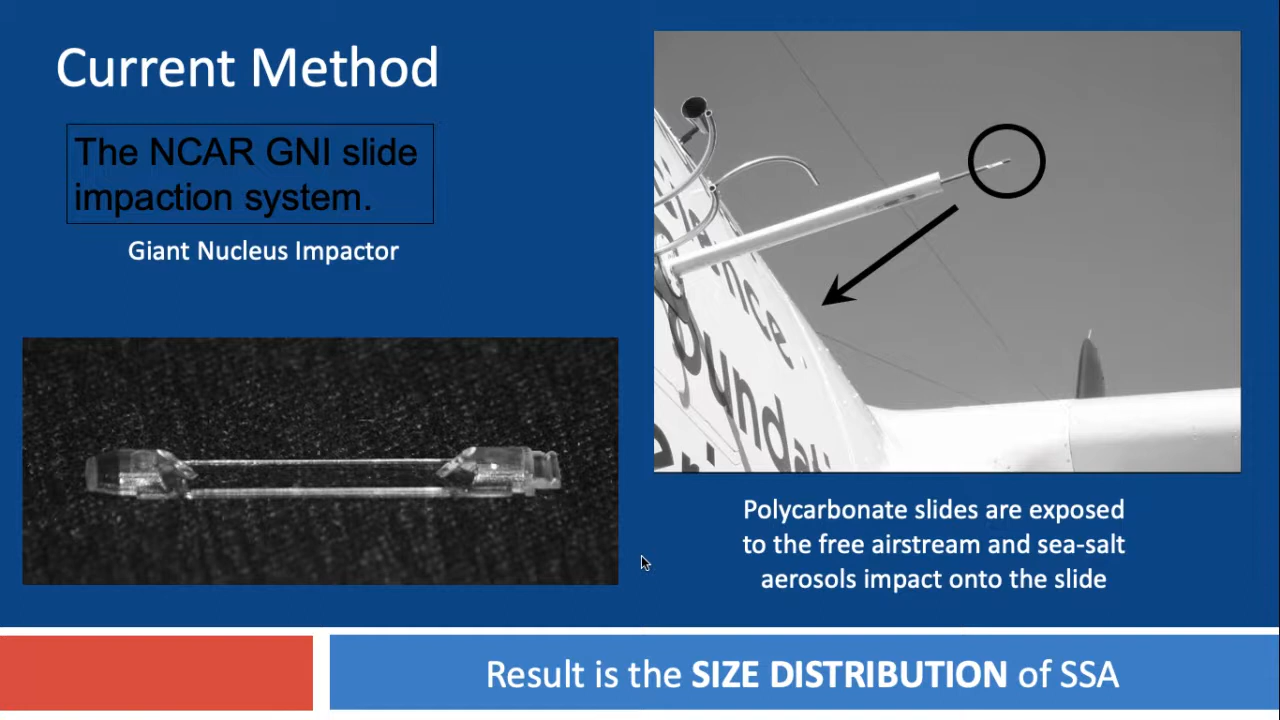 Current Method
The NCAR GNI slide
impaction system.
Giant Nucleus Impactor
Polycarbonate slides are exposed
to the free airstream and sea-salt
aerosols impact onto the slide
Result is the SIZE DISTRIBUTION of SSA